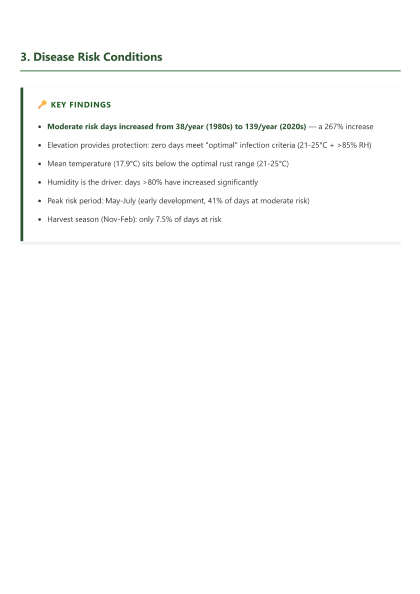 3. Disease Risk Conditions
🔑 KEY FINDINGS
• Moderate risk days increased from 38/year (1980s) to 139/year (2020s) — a 267% increase
• Elevation provides protection: zero days meet "optimal" infection criteria (21-25°C + >85% RH)
• Mean temperature (17.9°C) sits below the optimal rust range (21-25°C)
• Humidity is the driver: days >80% have increased significantly
• Peak risk period: May-July (early development, 41% of days at moderate risk)
• Harvest season (Nov-Feb): only 7.5% of days at risk